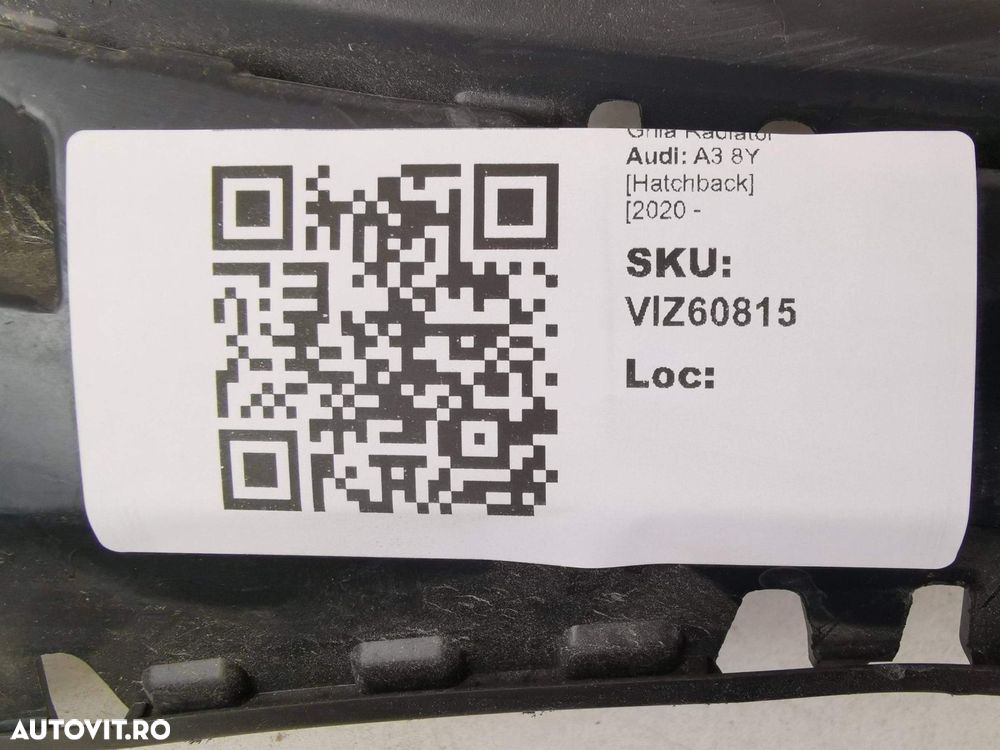 Grila Radiator
Audi: A3 8Y
[Hatchback]
[2020 -
SKU:
VIZ60815
Loc:
AUTOVIT.RO